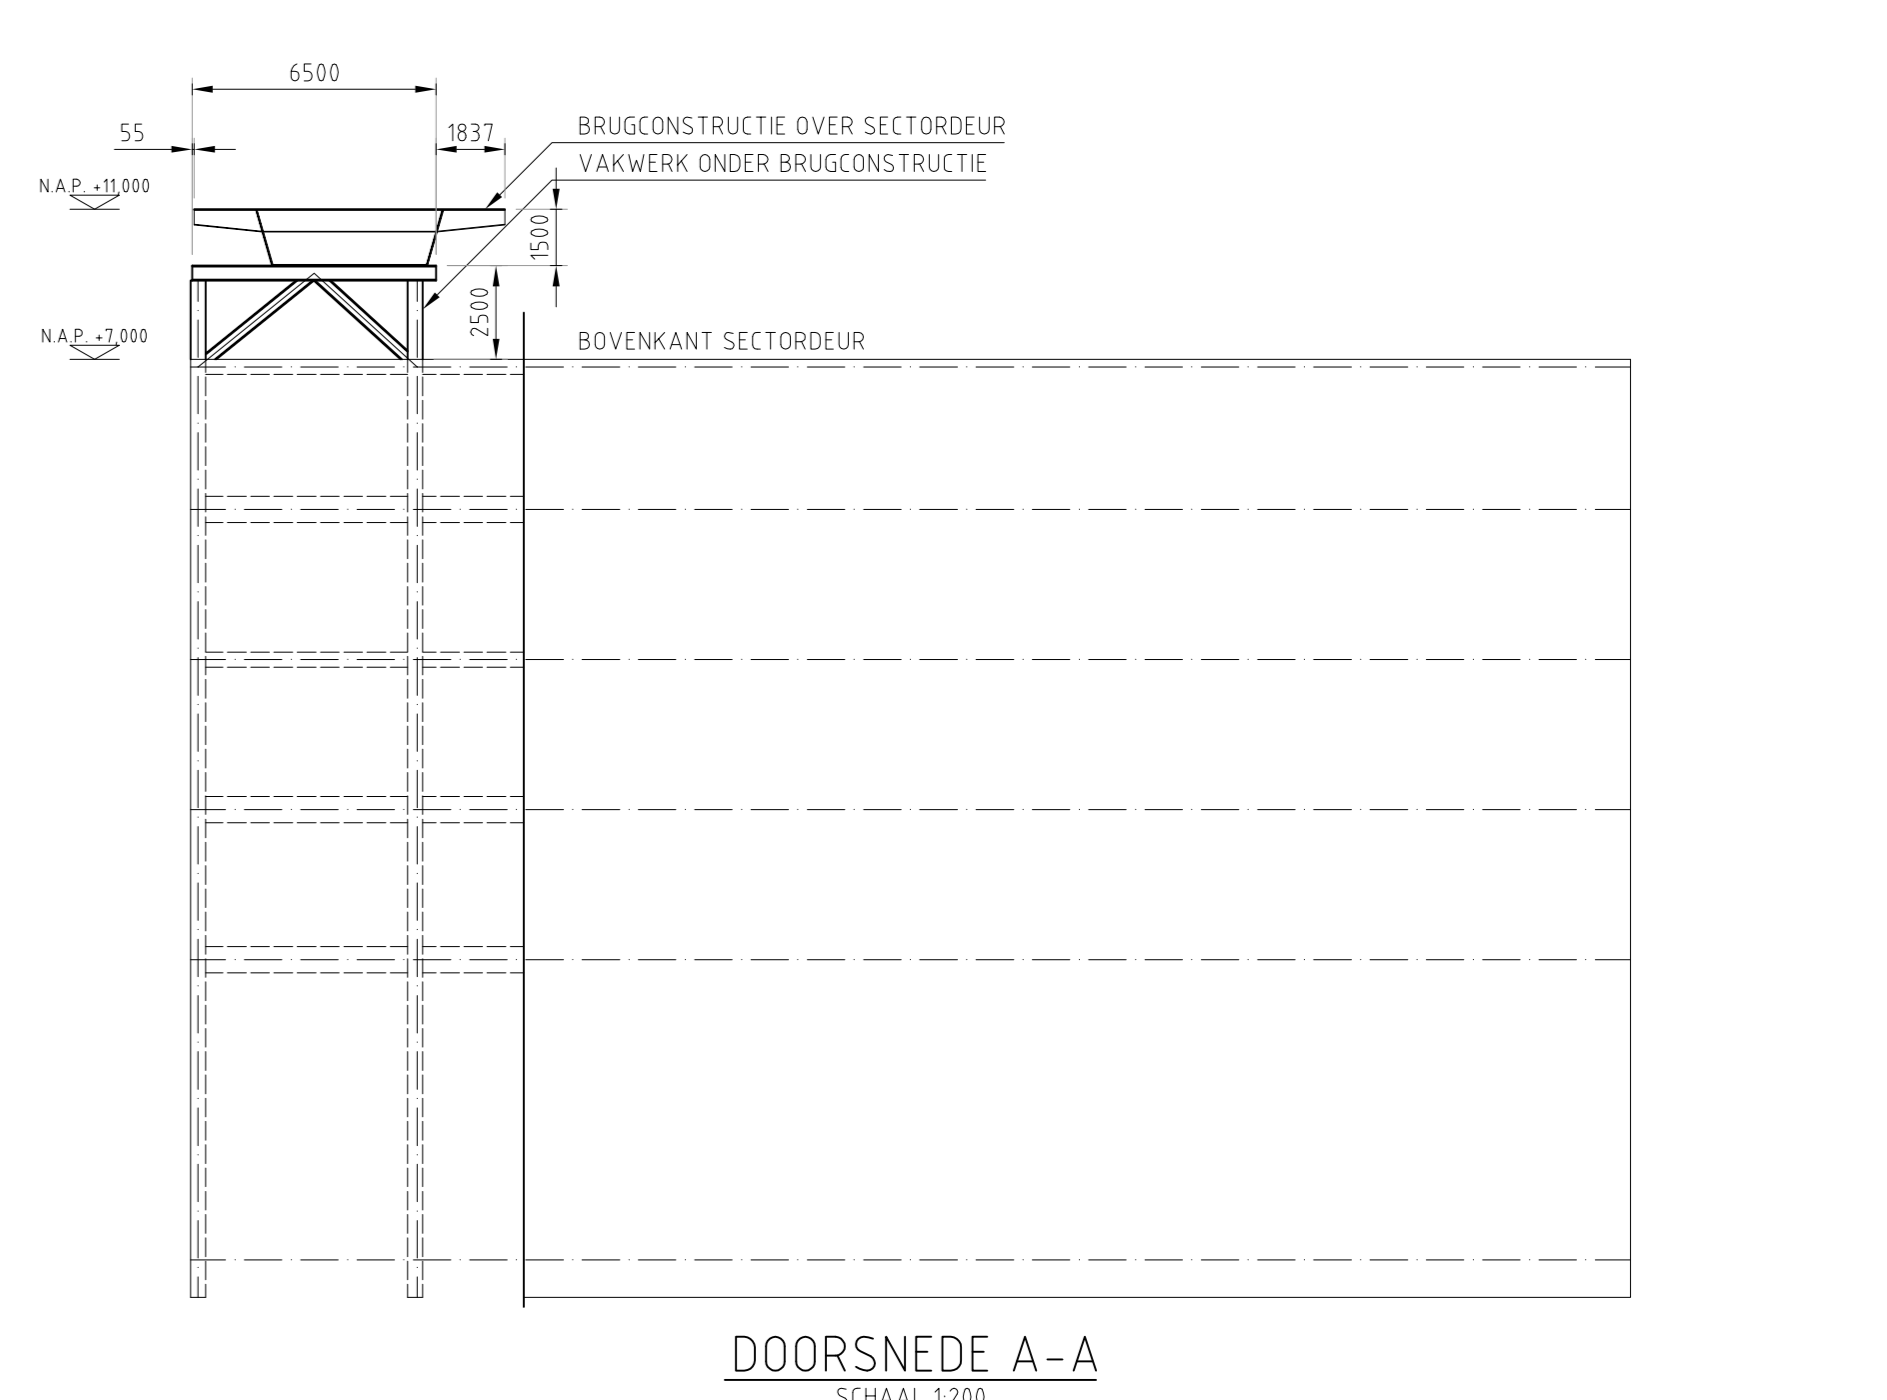 6500
55
1837
BRUGCONSTRUCTIE OVER SECTORDEUR
VAKWERK ONDER BRUGCONSTRUCTIE
N.A.P. +11,000
1500
2500
N.A.P. +7,000
BOVENKANT SECTORDEUR
DOORSNEDE A-A
SCHAAL 1:200